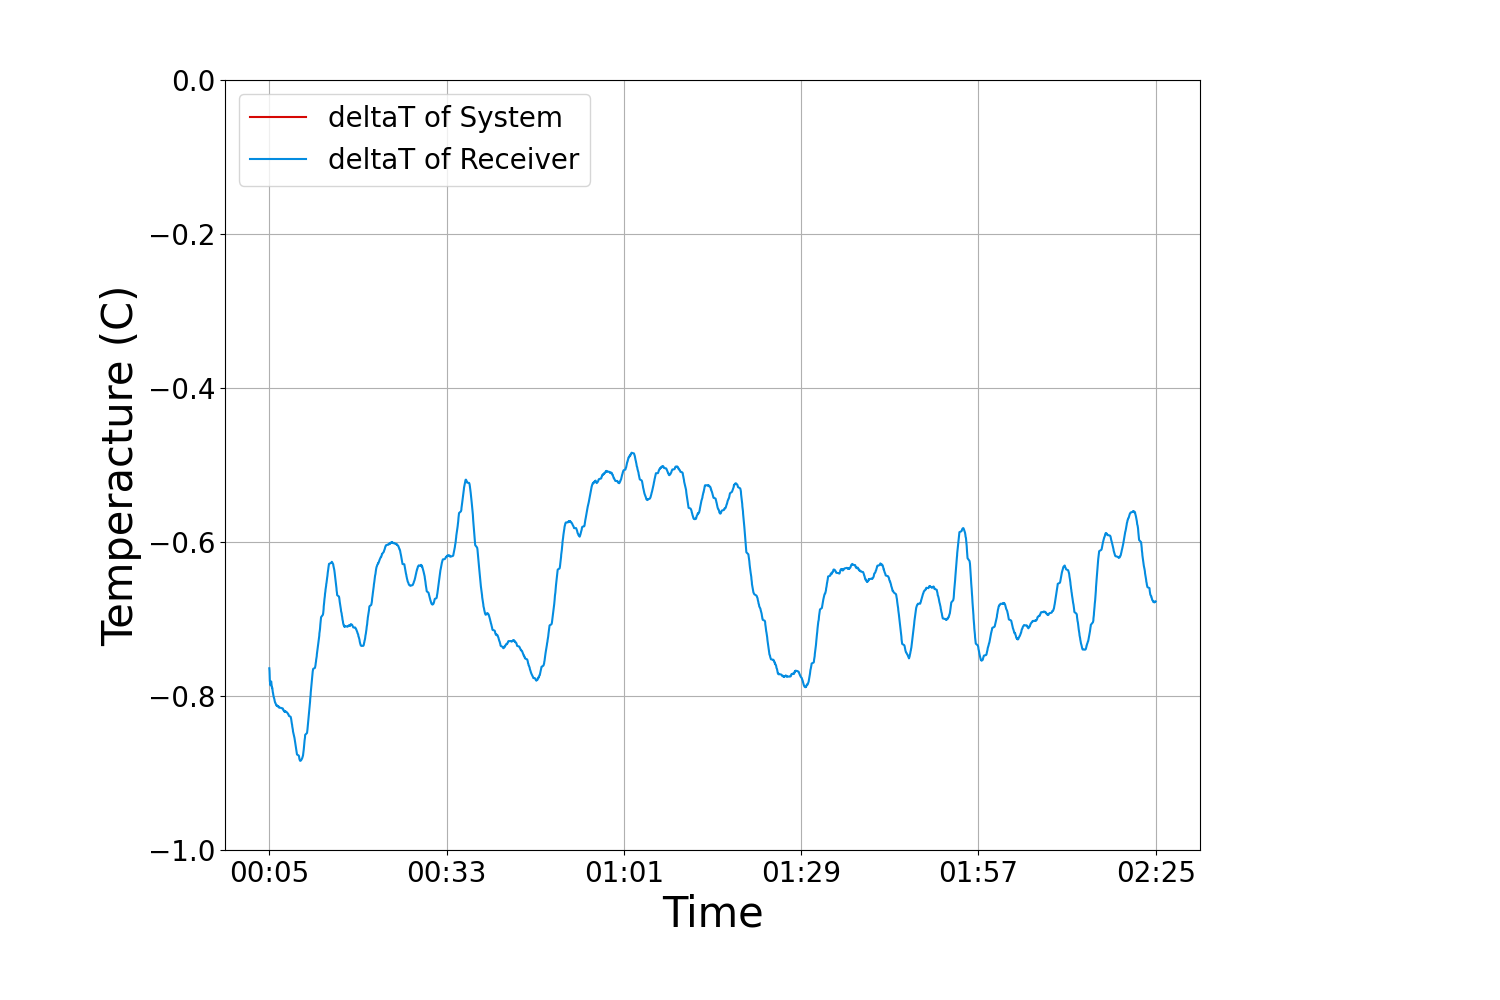 0.0
deltaT of System
deltaT of Receiver
−0.2
−0.4
−0.6
−0.8
−1.0
Temperacture (C)
00:05 00:33 01:01 01:29 01:57 02:25
Time